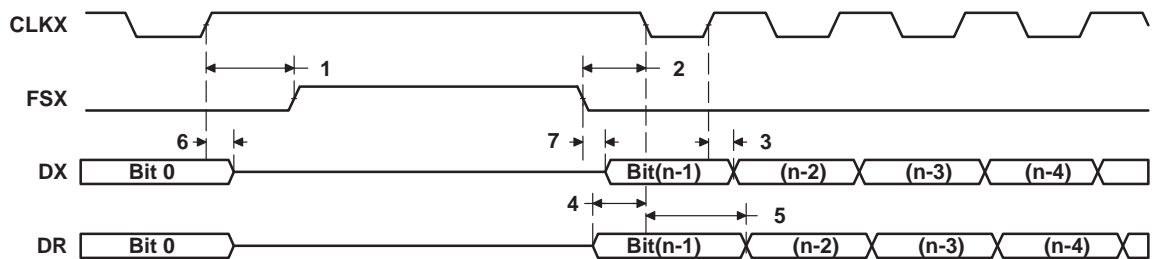 CLKX
1 2
FSX
6 7 3
DX Bit 0 Bit(n-1) (n-2) (n-3) (n-4)
4 5
DR Bit 0 Bit(n-1) (n-2) (n-3) (n-4)